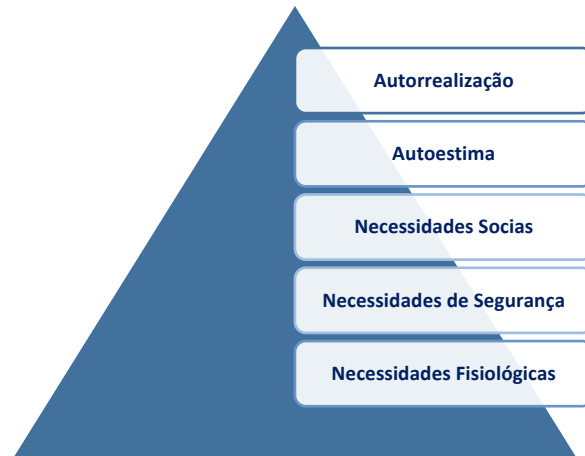 Autorrealização
Autoestima
Necessidades Socias
Necessidades de Segurança
Necessidades Fisiológicas